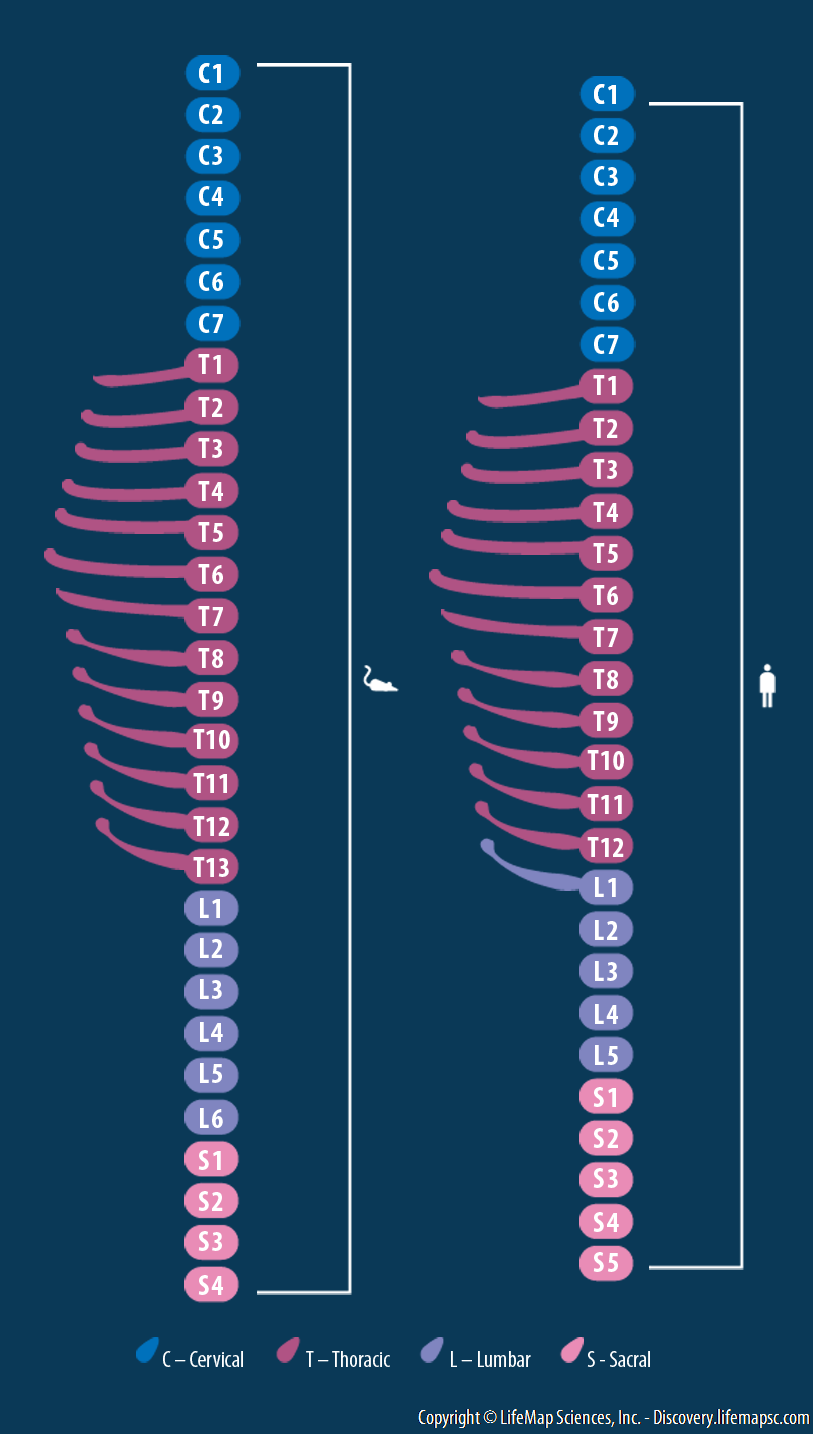 C1
C2
C3
C4
C5
C6
C7
T1
T2
T3
T4
T5
T6
T7
T8
T9
T10
T11
T12
T13
L1
L2
L3
L4
L5
L6
S1
S2
S3
S4
C1
C2
C3
C4
C5
C6
C7
T1
T2
T3
T4
T5
T6
T7
T8
T9
T10
T11
T12
L1
L2
L3
L4
L5
S1
S2
S3
S4
S5
C – Cervical T – Thoracic L – Lumbar S - Sacral
Copyright © LifeMap Sciences, Inc. - Discovery.lifemapsc.com